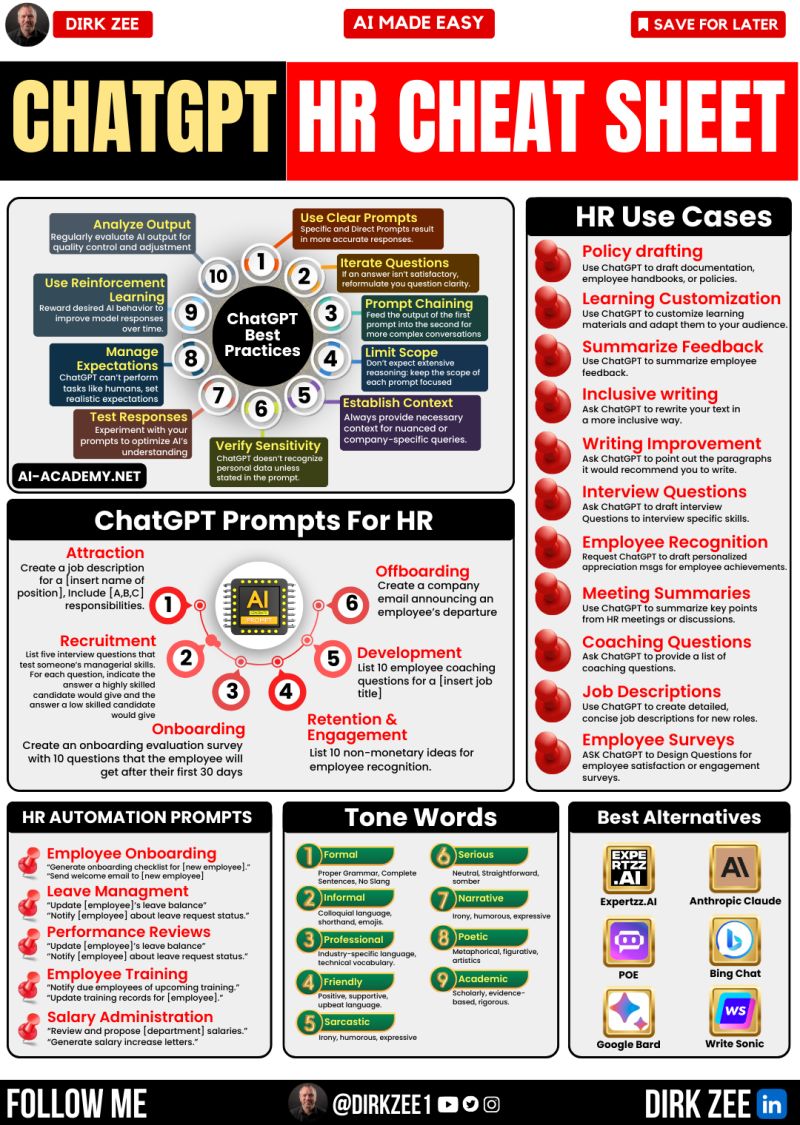 DIRK ZEE
AI MADE EASY
SAVE FOR LATER
CHATGPT HR CHEAT SHEET
Use Clear Prompts
Specific and Direct Prompts result
in more accurate responses.
Iterate Questions
If an answer isn't satisfactory,
reformulate you question clarity.
Prompt Chaining
Feed the output of the first
prompt into the second for
more complex conversations
Limit Scope
Don't expect extensive
reasoning: keep the scope of
each prompt focused
Establish Context
Always provide necessary
context for nuanced or
company-specific queries.
Verify Sensitivity
ChatGPT doesn't recognize
personal data unless
stated in the prompt.
Test Responses
Experiment with your
prompts to optimize AI's
understanding
Manage
Expectations
ChatGPT can't perform
tasks like humans, set
realistic expectations
Use Reinforcement
Learning
Reward desired AI behavior to
improve model responses
over time.
Analyze Output
Regularly evaluate AI output for
quality control and adjustment
1
2
3
4
5
6
7
8
9
10
ChatGPT
Best
Practices
AI-ACADEMY.NET
HR Use Cases
Policy drafting
Use ChatGPT to draft documentation,
employee handbooks, or policies.
Learning Customization
Use ChatGPT to customize learning
materials and adapt them to your audience.
Summarize Feedback
Use ChatGPT to summarize employee
feedback.
Inclusive writing
Ask ChatGPT to rewrite your text in
a more inclusive way.
Writing Improvement
Ask ChatGPT to point out the paragraphs
it would recommend you to write.
Interview Questions
Ask ChatGPT to draft interview
Questions to interview specific skills.
Employee Recognition
Request ChatGPT to draft personalized
appreciation msgs for employee achievements.
Meeting Summaries
Use ChatGPT to summarize key points
from HR meetings or discussions.
Coaching Questions
Ask ChatGPT to provide a list of
coaching questions.
Job Descriptions
Use ChatGPT to create detailed,
concise job descriptions for new roles.
Employee Surveys
ASK ChatGPT to Design Questions for
employee satisfaction or engagement
surveys.
ChatGPT Prompts For HR
Attraction
Create a job description
for a [insert name of
position], Include [A,B,C]
responsibilities.
1
Recruitment
List five interview questions that
test someone's managerial skills.
For each question, indicate the
answer a highly skilled
candidate would give and the
answer a low skilled candidate
would give
2
Onboarding
Create an onboarding evaluation survey
with 10 questions that the employee will
get after their first 30 days
3
AI
PROMPT
4
Retention &
Engagement
List 10 non-monetary ideas for
employee recognition.
5
Development
List 10 employee coaching
questions for a [insert job
title]
6
Offboarding
Create a company
email announcing an
employee's departure
HR AUTOMATION PROMPTS
Employee Onboarding
"Generate onboarding checklist for [new employee]."
"Send welcome email to [new employee]
Leave Managment
"Update [employee]'s leave balance"
"Notify [employee] about leave request status."
Performance Reviews
"Update [employee]'s leave balance"
"Notify [employee] about leave request status."
Employee Training
"Notify due employees of upcoming training."
"Update training records for [employee]."
Salary Administration
"Review and propose [department] salaries."
"Generate salary increase letters."
Tone Words
1 Formal
Proper Grammar, Complete
Sentences, No Slang
2 Informal
Colloquial language,
shorthand, emojis.
3 Professional
Industry-specific language,
technical vocabulary.
4 Friendly
Positive, supportive,
upbeat language.
5 Sarcastic
Irony, humorous, expressive
6 Serious
Neutral, Straightforward,
somber
7 Narrative
Irony, humorous, expressive
8 Poetic
Metaphorical, figurative,
artistics
9 Academic
Scholarly, evidence-
based, rigorous.
Best Alternatives
EXPE
RTZZ
.AI
Expertzz.AI
A\
Anthropic Claude
POE
b
Bing Chat
Google Bard
WS
Write Sonic
FOLLOW ME
@DIRKZEE1
DIRK ZEE in